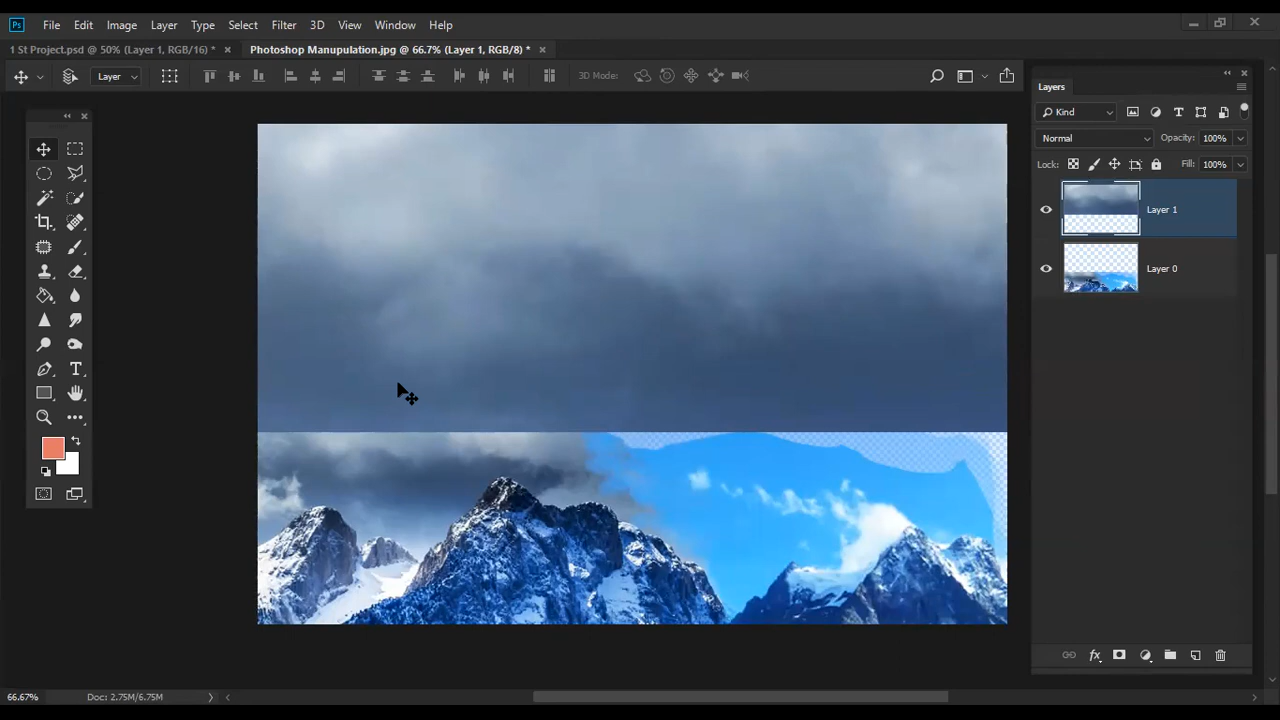 Ps File Edit Image Layer Type Select Filter 3D View Window Help
1 St Project.psd @ 50% (Layer 1, RGB/16) * × Photoshop Manupulation.jpg @ 66.7% (Layer 1, RGB/8) * ×
Layer 3D Mode:
Layers
Kind
Normal Opacity: 100%
Lock: Fill: 100%
Layer 1
Layer 0
T
fx
66.67% Doc: 2.75M/6.75M